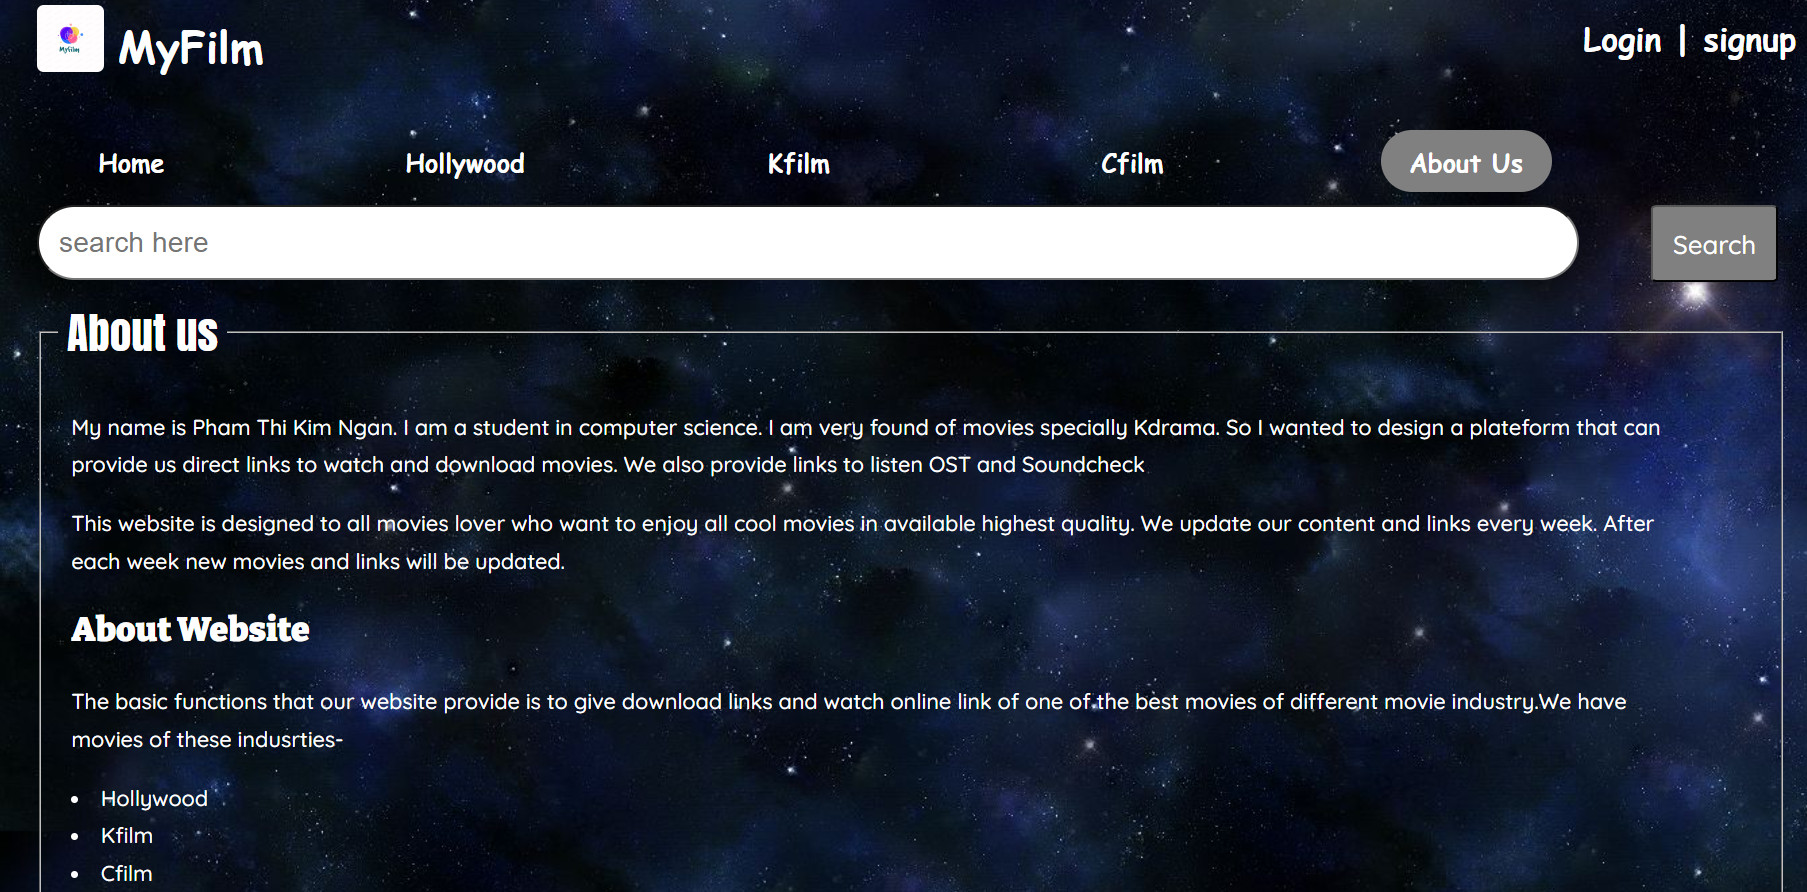 MyFilm
MyFilm
Login | signup
Home
Hollywood
Kfilm
Cfilm
About Us
search here
Search
About us
My name is Pham Thi Kim Ngan. I am a student in computer science. I am very found of movies specially Kdrama. So I wanted to design a plateform that can
provide us direct links to watch and download movies. We also provide links to listen OST and Soundcheck
This website is designed to all movies lover who want to enjoy all cool movies in available highest quality. We update our content and links every week. After
each week new movies and links will be updated.
About Website
The basic functions that our website provide is to give download links and watch online link of one of the best movies of different movie industry.We have
movies of these indusrties-
Hollywood
Kfilm
Cfilm